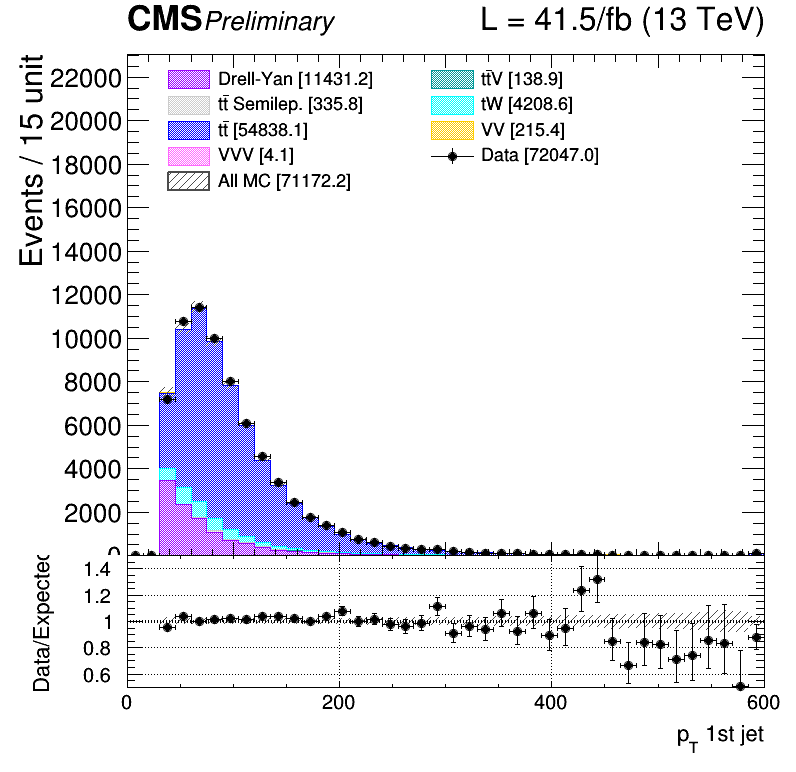 CMS Preliminary L = 41.5/fb (13 TeV)
Events / 15 unit
22000
20000
18000
16000
14000
12000
10000
8000
6000
4000
2000
0
Drell-Yan [11431.2]
tt̄ Semilep. [335.8]
tt̄ [54838.1]
VVV [4.1]
All MC [71172.2]
tt̄V [138.9]
tW [4208.6]
VV [215.4]
Data [72047.0]
Data/Expected
1.4
1.2
1
0.8
0.6
0 200 400 600
p_T 1st jet